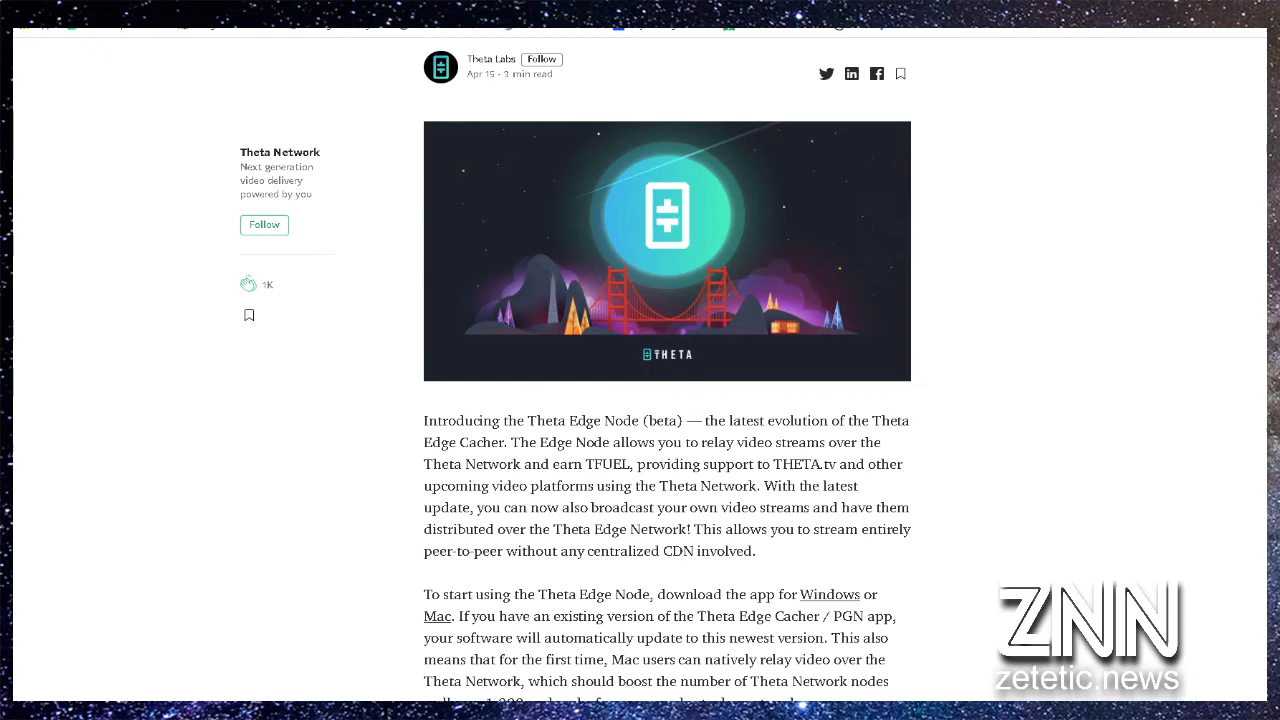 Theta Labs Follow
Apr 15 · 3 min read
Theta Network
Next generation
video delivery
powered by you
Follow
1K
THETA
Introducing the Theta Edge Node (beta) — the latest evolution of the Theta
Edge Cacher. The Edge Node allows you to relay video streams over the
Theta Network and earn TFUEL, providing support to THETA.tv and other
upcoming video platforms using the Theta Network. With the latest
update, you can now also broadcast your own video streams and have them
distributed over the Theta Edge Network! This allows you to stream entirely
peer-to-peer without any centralized CDN involved.
To start using the Theta Edge Node, download the app for Windows or
Mac. If you have an existing version of the Theta Edge Cacher / PGN app,
your software will automatically update to this newest version. This also
means that for the first time, Mac users can natively relay video over the
Theta Network, which should boost the number of Theta Network nodes
ZNN
zetetic.news